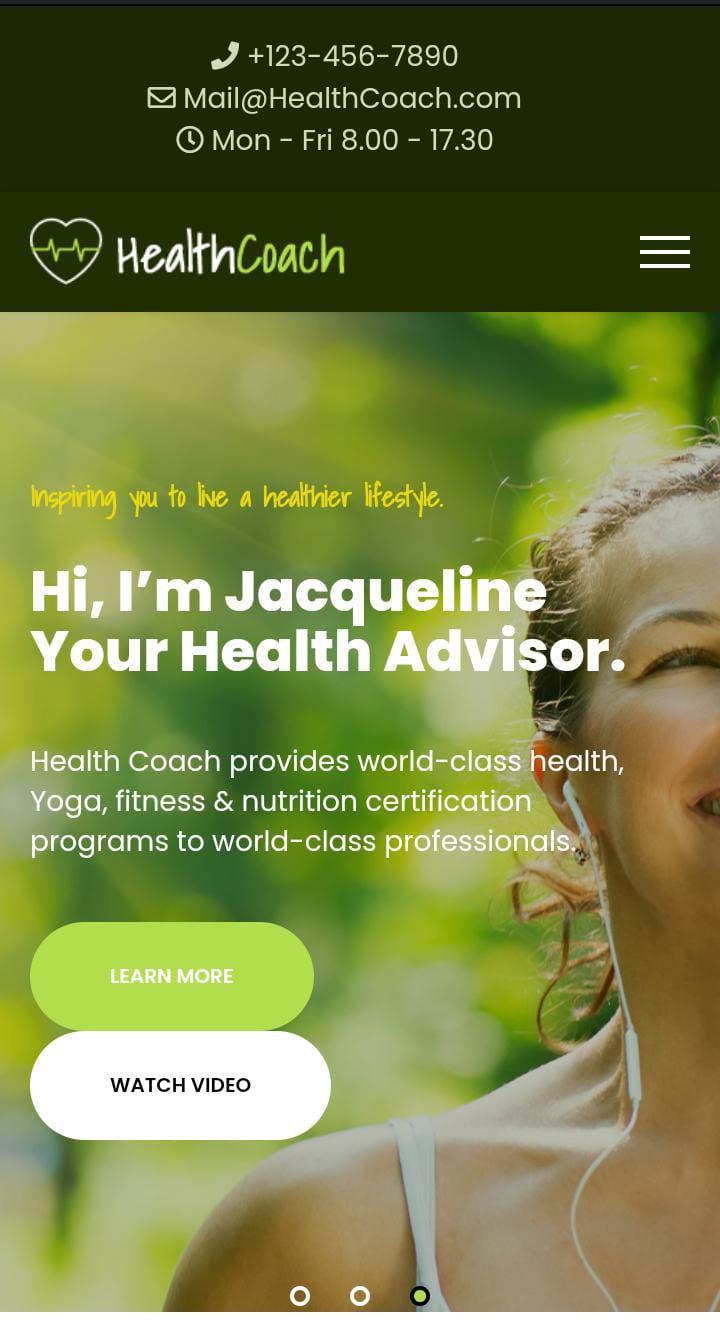 +123-456-7890
Mail@HealthCoach.com
Mon - Fri 8.00 - 17.30
HealthCoach
Inspiring you to live a healthier lifestyle.
Hi, I’m Jacqueline
Your Health Advisor.
Health Coach provides world-class health,
Yoga, fitness & nutrition certification
programs to world-class professionals.
LEARN MORE
WATCH VIDEO